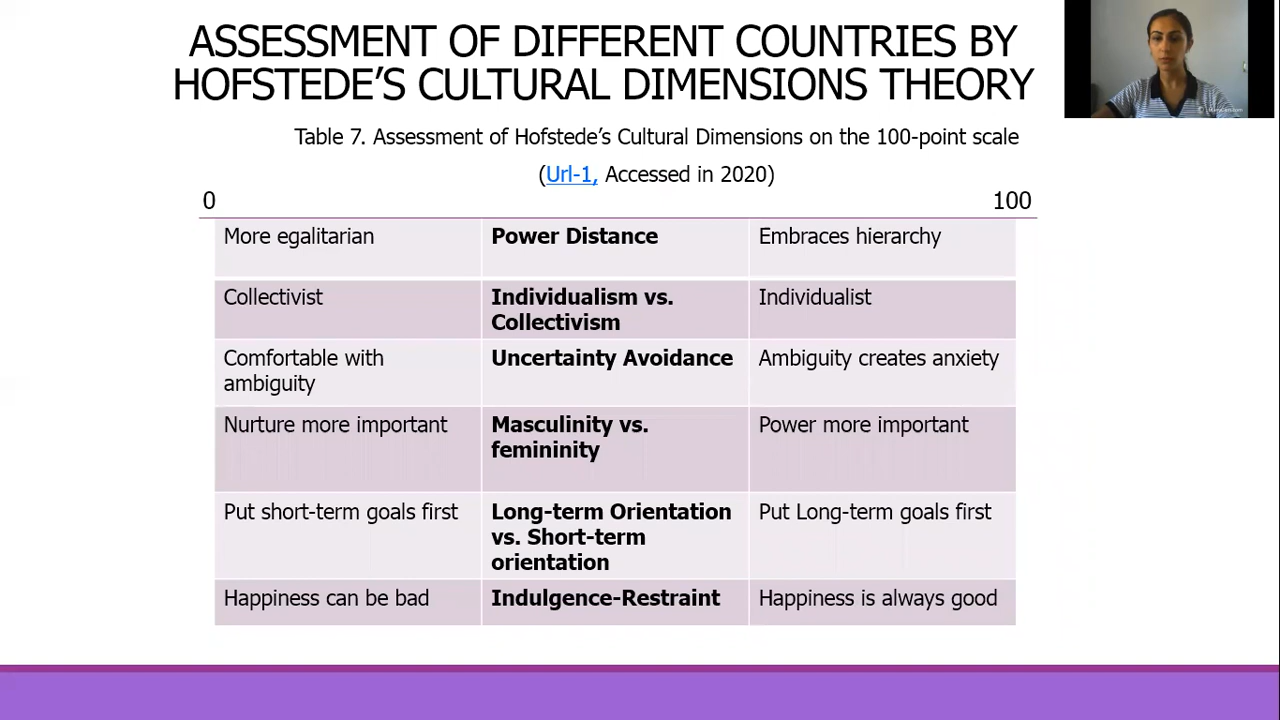 ASSESSMENT OF DIFFERENT COUNTRIES BY
HOFSTEDE’S CULTURAL DIMENSIONS THEORY
Table 7. Assessment of Hofstede’s Cultural Dimensions on the 100-point scale
(Url-1, Accessed in 2020)
0 100
More egalitarian Power Distance Embraces hierarchy
Collectivist Individualism vs. Individualist
Collectivism
Comfortable with Uncertainty Avoidance Ambiguity creates anxiety
ambiguity
Nurture more important Masculinity vs. Power more important
femininity
Put short-term goals first Long-term Orientation Put Long-term goals first
vs. Short-term
orientation
Happiness can be bad Indulgence-Restraint Happiness is always good